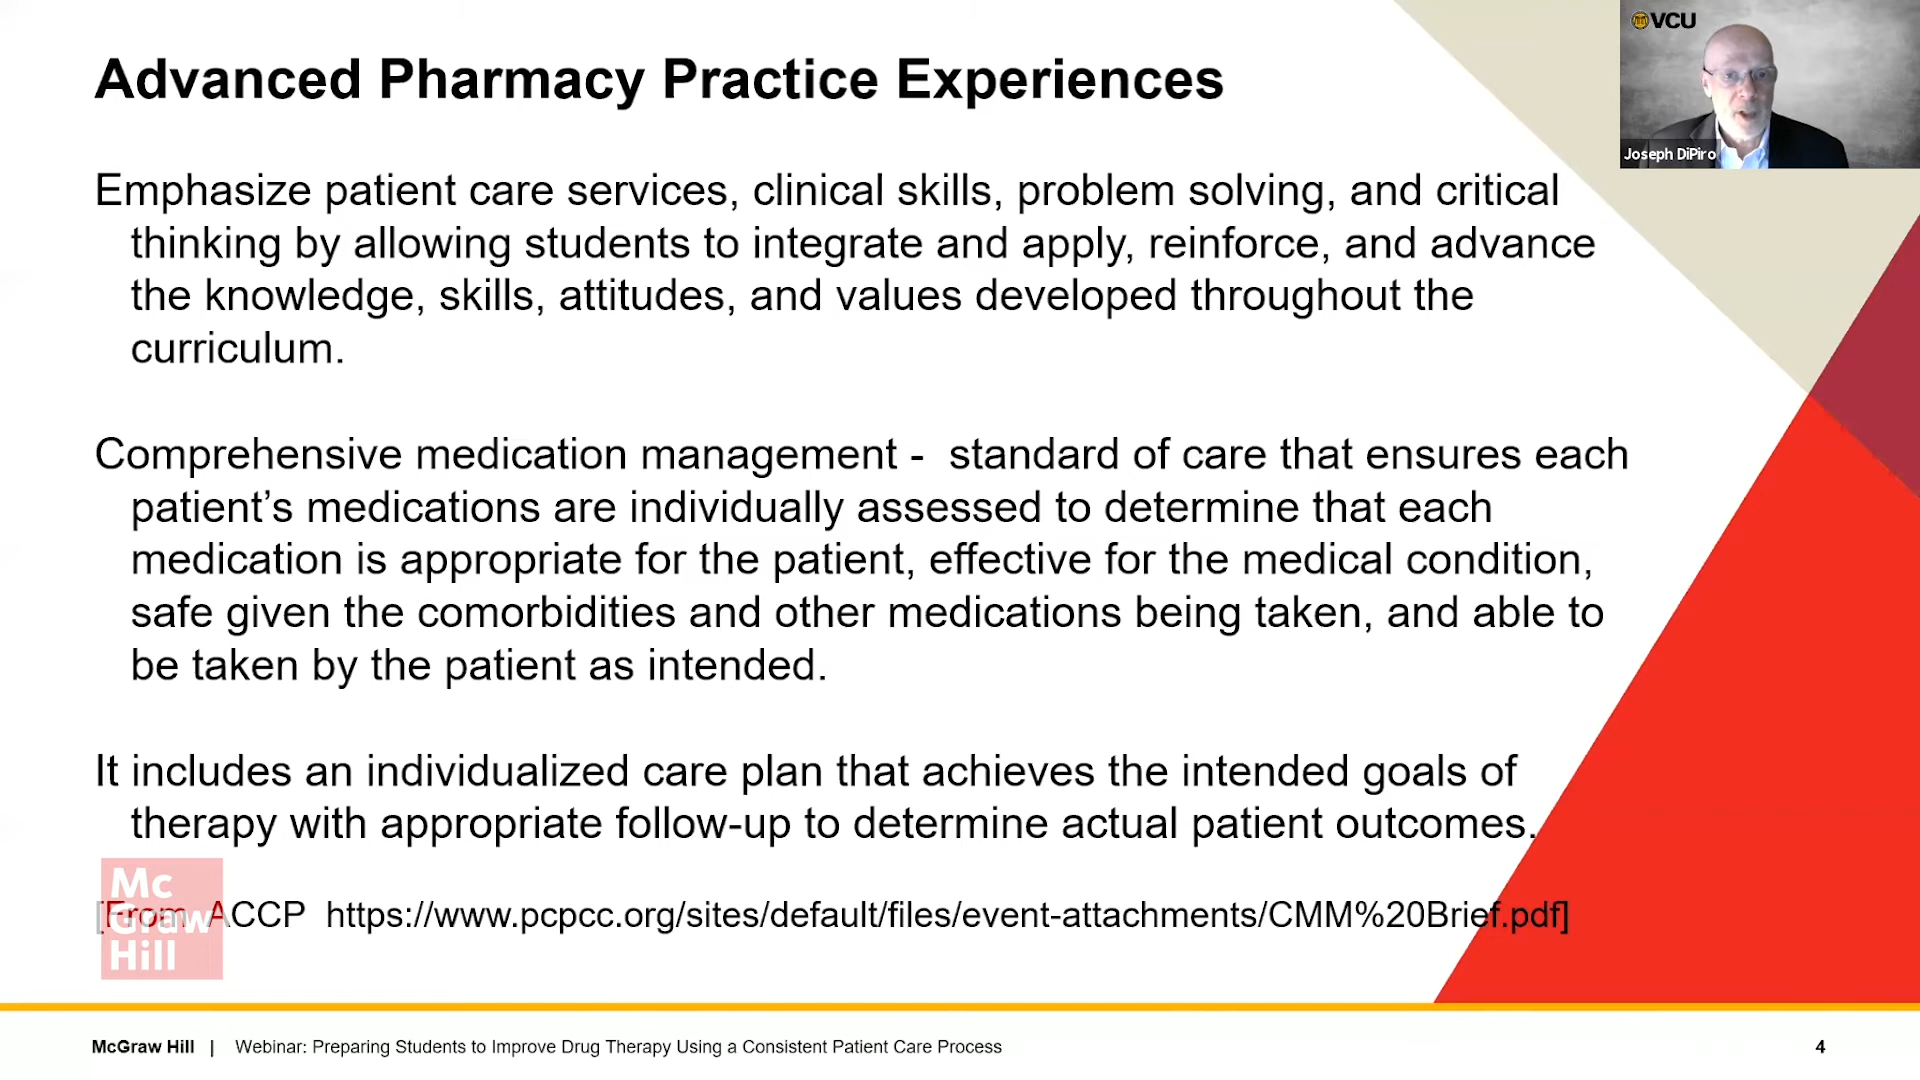 Advanced Pharmacy Practice Experiences
VCU
Joseph DiPiro
Emphasize patient care services, clinical skills, problem solving, and critical
thinking by allowing students to integrate and apply, reinforce, and advance
the knowledge, skills, attitudes, and values developed throughout the
curriculum.
Comprehensive medication management -  standard of care that ensures each
patient’s medications are individually assessed to determine that each
medication is appropriate for the patient, effective for the medical condition,
safe given the comorbidities and other medications being taken, and able to
be taken by the patient as intended.
It includes an individualized care plan that achieves the intended goals of
therapy with appropriate follow-up to determine actual patient outcomes.
[From  ACCP  https://www.pcpcc.org/sites/default/files/event-attachments/CMM%20Brief.pdf]
Mc
Graw
Hill
McGraw Hill | Webinar: Preparing Students to Improve Drug Therapy Using a Consistent Patient Care Process
4